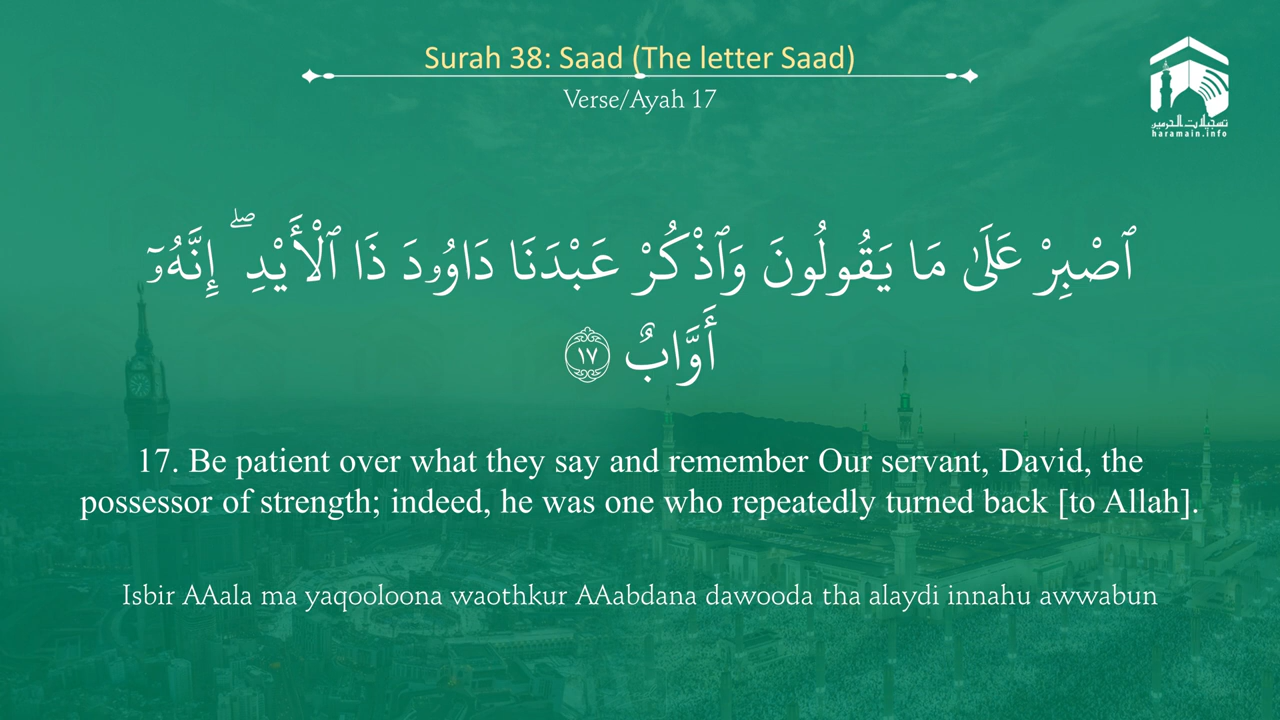 Surah 38: Saad (The letter Saad)
Verse/Ayah 17
تسجيلات الحرمين
haramain.info
ٱصْبِرْ عَلَىٰ مَا يَقُولُونَ وَٱذْكُرْ عَبْدَنَا دَاوُۥدَ ذَا ٱلْأَيْدِ ۖ إِنَّهُۥٓ
أَوَّابٌ ١٧
17. Be patient over what they say and remember Our servant, David, the
possessor of strength; indeed, he was one who repeatedly turned back [to Allah].
Isbir AAala ma yaqooloona waothkur AAabdana dawooda tha alaydi innahu awwabun